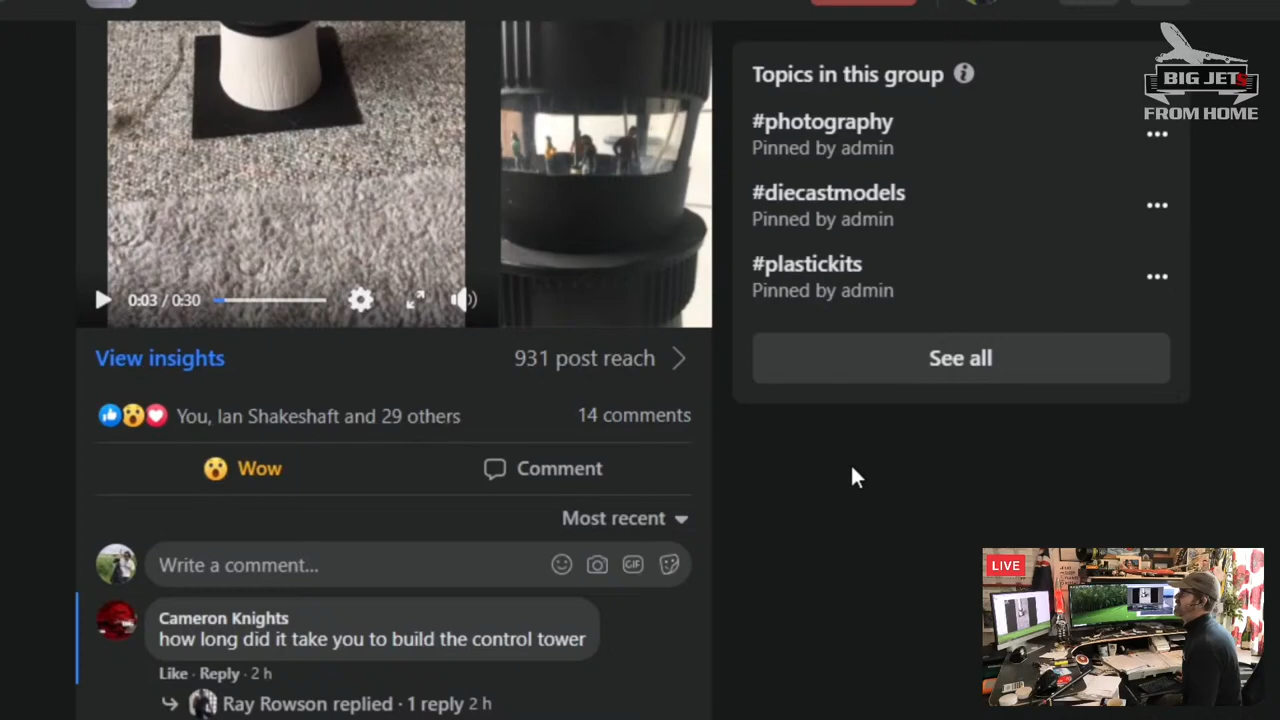 BIG JETs
FROM HOME
Topics in this group
#photography
Pinned by admin
#diecastmodels
Pinned by admin
#plastickits
Pinned by admin
See all
0:03 / 0:30
View insights
931 post reach
You, Ian Shakeshaft and 29 others
14 comments
Wow
Comment
Most recent
Write a comment...
GIF
Cameron Knights
how long did it take you to build the control tower
Like · Reply · 2 h
Ray Rowson replied · 1 reply 2 h
LIVE